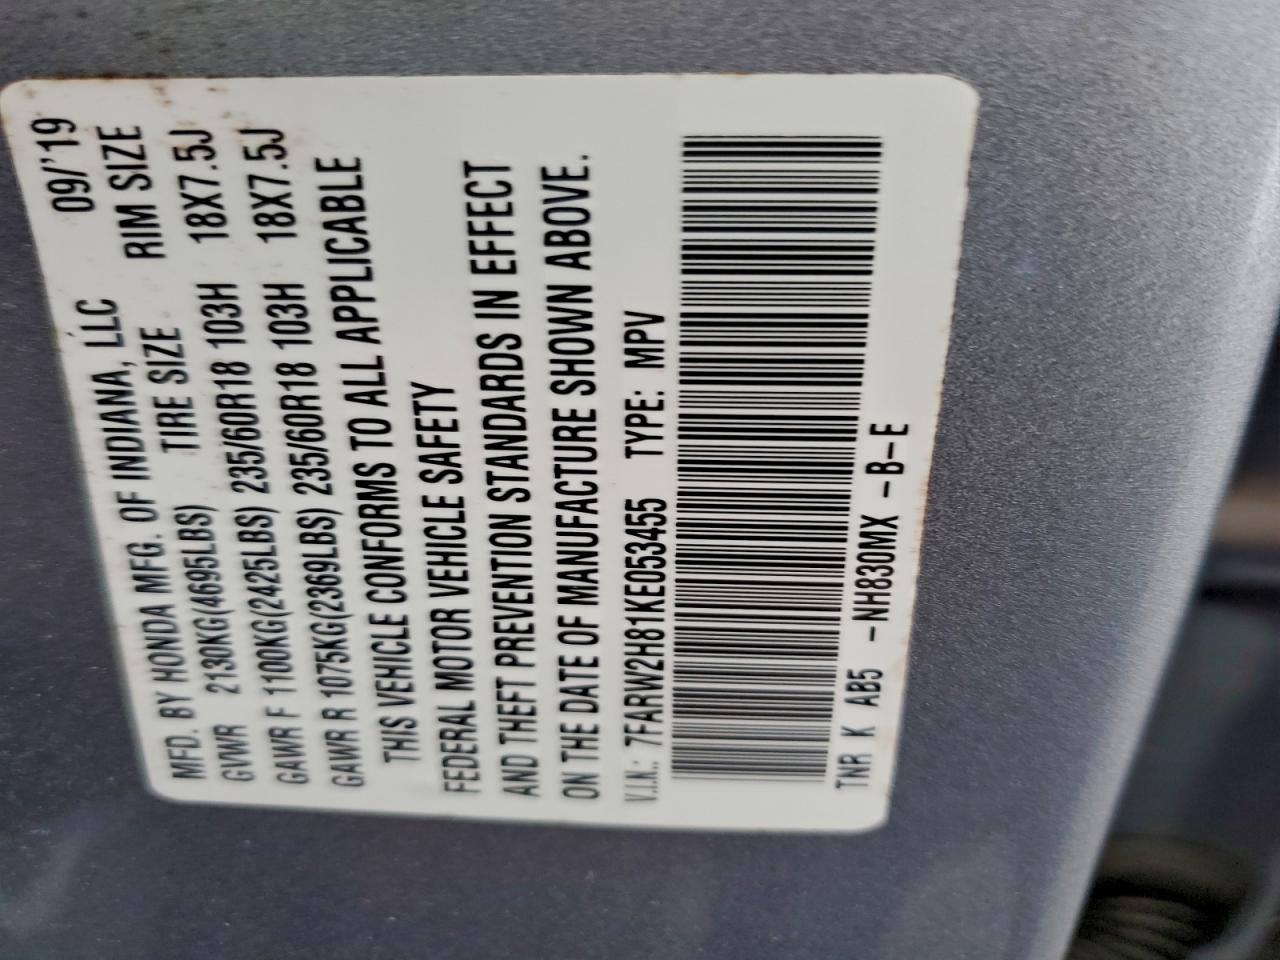 MFD. BY HONDA MFG. OF INDIANA, LLC 09/'19
TIRE SIZE RIM SIZE
GVWR 2130KG(4695LBS)
GAWR F 1100KG(2425LBS) 235/60R18 103H 18X7.5J
GAWR R 1075KG(2369LBS) 235/60R18 103H 18X7.5J
THIS VEHICLE CONFORMS TO ALL APPLICABLE
FEDERAL MOTOR VEHICLE SAFETY
AND THEFT PREVENTION STANDARDS IN EFFECT
ON THE DATE OF MANUFACTURE SHOWN ABOVE.
V.I.N.: 7FARW2H81KE053455 TYPE: MPV
TNR K AB5 -NH830MX -B-E